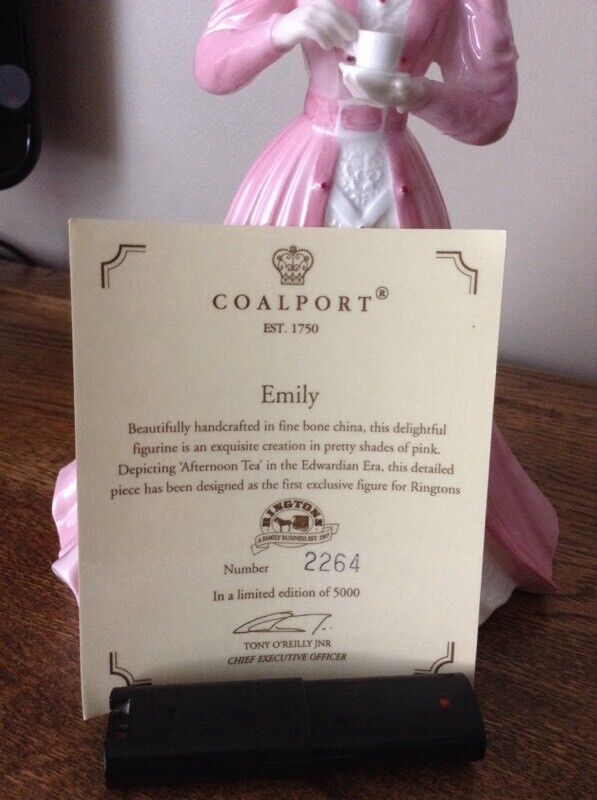 COALPORT®
EST. 1750
Emily
Beautifully handcrafted in fine bone china, this delightful
figurine is an exquisite creation in pretty shades of pink.
Depicting 'Afternoon Tea' in the Edwardian Era, this detailed
piece has been designed as the first exclusive figure for Ringtons
RINGTONS
A FAMILY BUSINESS EST. 1907
Number 2264
In a limited edition of 5000
TONY O'REILLY JNR
CHIEF EXECUTIVE OFFICER